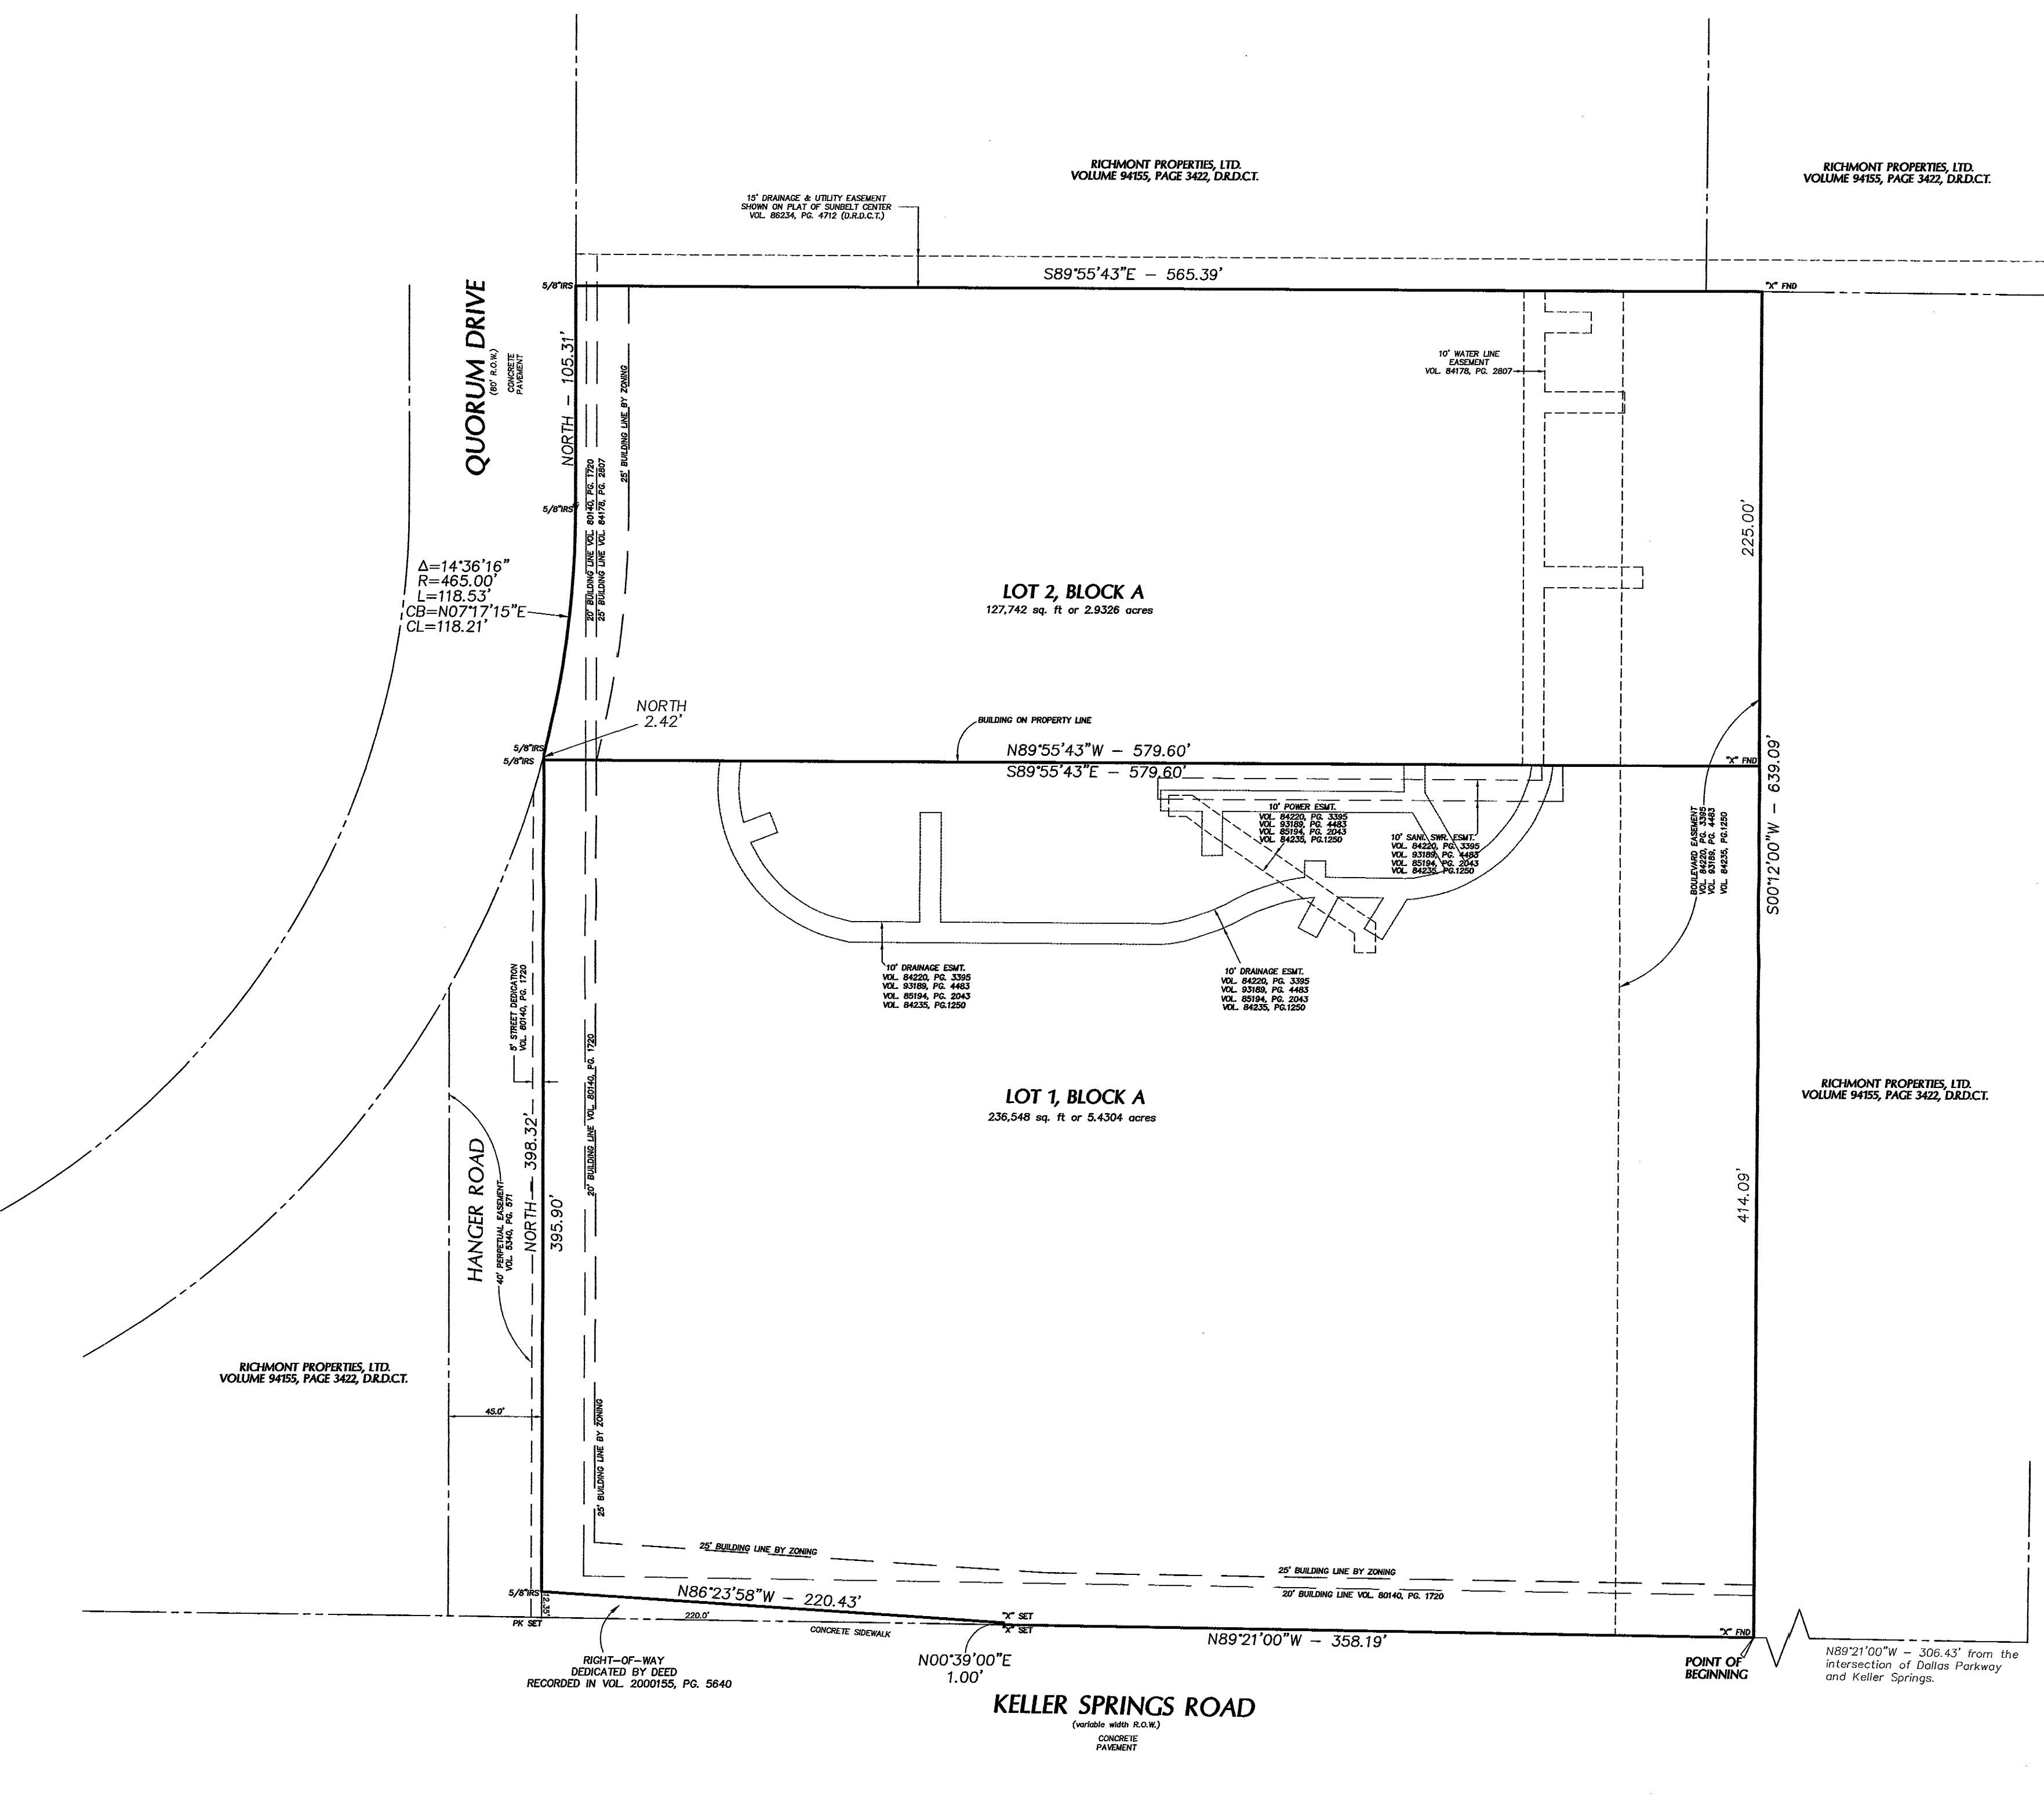 RICHMONT PROPERTIES, LTD.
VOLUME 94155, PAGE 3422, D.R.D.C.T.
RICHMONT PROPERTIES, LTD.
VOLUME 94155, PAGE 3422, D.R.D.C.T.
15' DRAINAGE & UTILITY EASEMENT
SHOWN ON PLAT OF SUNBELT CENTER
VOL. 86234, PG. 4712 (D.R.D.C.T.)
S89°55'43"E – 565.39'
5/8"IRS
"X" FND
QUORUM DRIVE
(80' R.O.W.)
CONCRETE
PAVEMENT
NORTH – 105.31'
20' BUILDING LINE VOL. 80140, PG. 1720
25' BUILDING LINE VOL. 84178, PG. 2807
25' BUILDING LINE BY ZONING
10' WATER LINE
EASEMENT
VOL. 84178, PG. 2807
225.00'
5/8"IRS
Δ=14°36'16"
R=465.00'
L=118.53'
CB=N07°17'15"E
CL=118.21'
LOT 2, BLOCK A
127,742 sq. ft or 2.9326 acres
NORTH
2.42'
BUILDING ON PROPERTY LINE
5/8"IRS
5/8"IRS
N89°55'43"W – 579.60'
S89°55'43"E – 579.60'
"X" FND
S00°12'00"W – 639.09'
10' POWER ESMT.
VOL. 84220, PG. 3395
VOL. 93189, PG. 4483
VOL. 85194, PG. 2043
VOL. 84235, PG.1250
10' SANI. SWR. ESMT.
VOL. 84220, PG. 3395
VOL. 93189, PG. 4483
VOL. 85194, PG. 2043
VOL. 84235, PG.1250
BOULEVARD EASEMENT
VOL. 84220, PG. 3395
VOL. 93189, PG. 4483
VOL. 84235, PG.1250
10' DRAINAGE ESMT.
VOL. 84220, PG. 3395
VOL. 93189, PG. 4483
VOL. 85194, PG. 2043
VOL. 84235, PG.1250
10' DRAINAGE ESMT.
VOL. 84220, PG. 3395
VOL. 93189, PG. 4483
VOL. 85194, PG. 2043
VOL. 84235, PG.1250
5' STREET DEDICATION
VOL. 80140, PG. 1720
20' BUILDING LINE VOL. 80140, PG. 1720
LOT 1, BLOCK A
236,548 sq. ft or 5.4304 acres
RICHMONT PROPERTIES, LTD.
VOLUME 94155, PAGE 3422, D.R.D.C.T.
HANGER ROAD
40' PERPETUAL EASEMENT
VOL. 5340, PG. 571
NORTH – 398.32'
395.90'
414.09'
RICHMONT PROPERTIES, LTD.
VOLUME 94155, PAGE 3422, D.R.D.C.T.
45.0'
25' BUILDING LINE BY ZONING
25' BUILDING LINE BY ZONING
25' BUILDING LINE BY ZONING
20' BUILDING LINE VOL. 80140, PG. 1720
5/8"IRS
12.35'
N86°23'58"W – 220.43'
220.0'
PK SET
CONCRETE SIDEWALK
"X" SET
"X" SET
N89°21'00"W – 358.19'
"X" FND
N00°39'00"E
1.00'
RIGHT–OF–WAY
DEDICATED BY DEED
RECORDED IN VOL. 2000155, PG. 5640
POINT OF
BEGINNING
N89°21'00"W – 306.43' from the
intersection of Dallas Parkway
and Keller Springs.
KELLER SPRINGS ROAD
(variable width R.O.W.)
CONCRETE
PAVEMENT